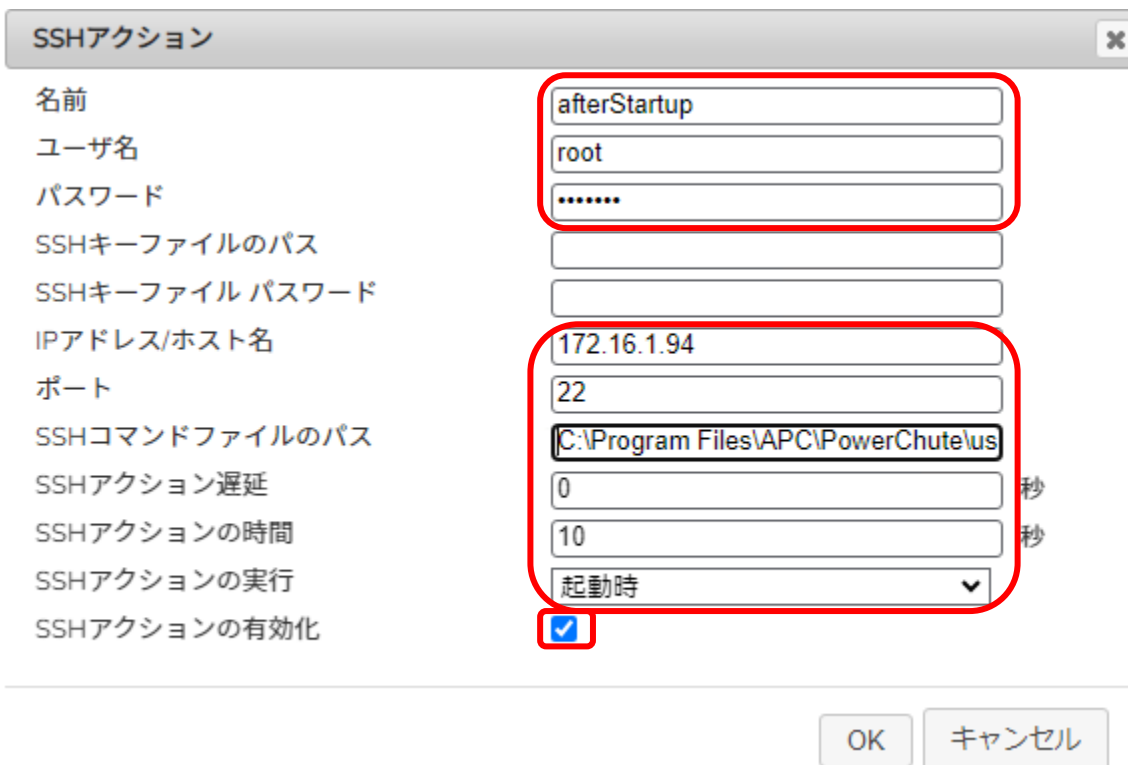 SSHアクション
名前 afterStartup
ユーザ名 root
パスワード •••••••
SSHキーファイルのパス
SSHキーファイル パスワード
IPアドレス/ホスト名 172.16.1.94
ポート 22
SSHコマンドファイルのパス C:\Program Files\APC\PowerChute\us
SSHアクション遅延 0 秒
SSHアクションの時間 10 秒
SSHアクションの実行 起動時
SSHアクションの有効化
OK キャンセル